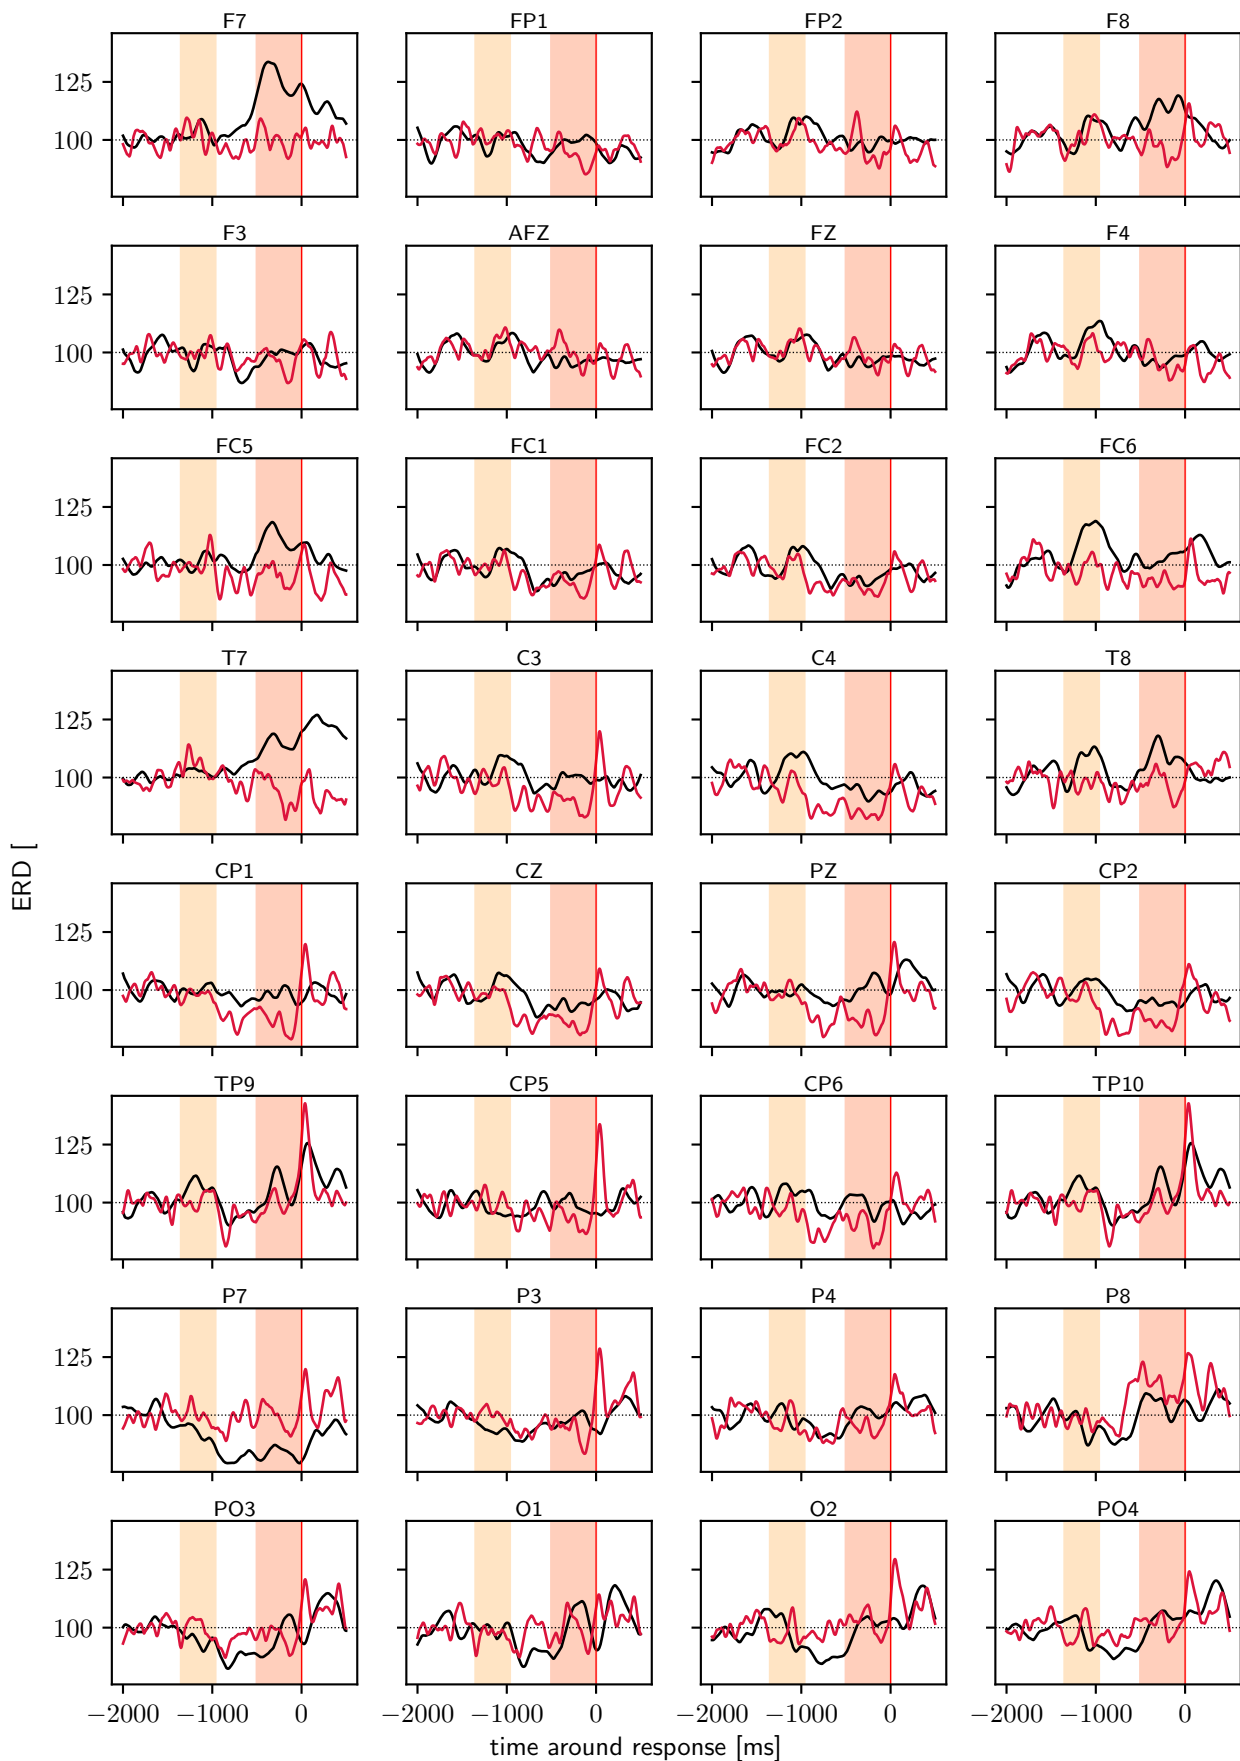 F7 FP1 FP2 F8
125
100
F3 AFZ FZ F4
125
100
FC5 FC1 FC2 FC6
125
100
T7 C3 C4 T8
125
100
ERD [
CP1 CZ PZ CP2
125
100
TP9 CP5 CP6 TP10
125
100
P7 P3 P4 P8
125
100
PO3 O1 O2 PO4
125
100
−2000 −1000 0 −2000 −1000 0 −2000 −1000 0 −2000 −1000 0
time around response [ms]